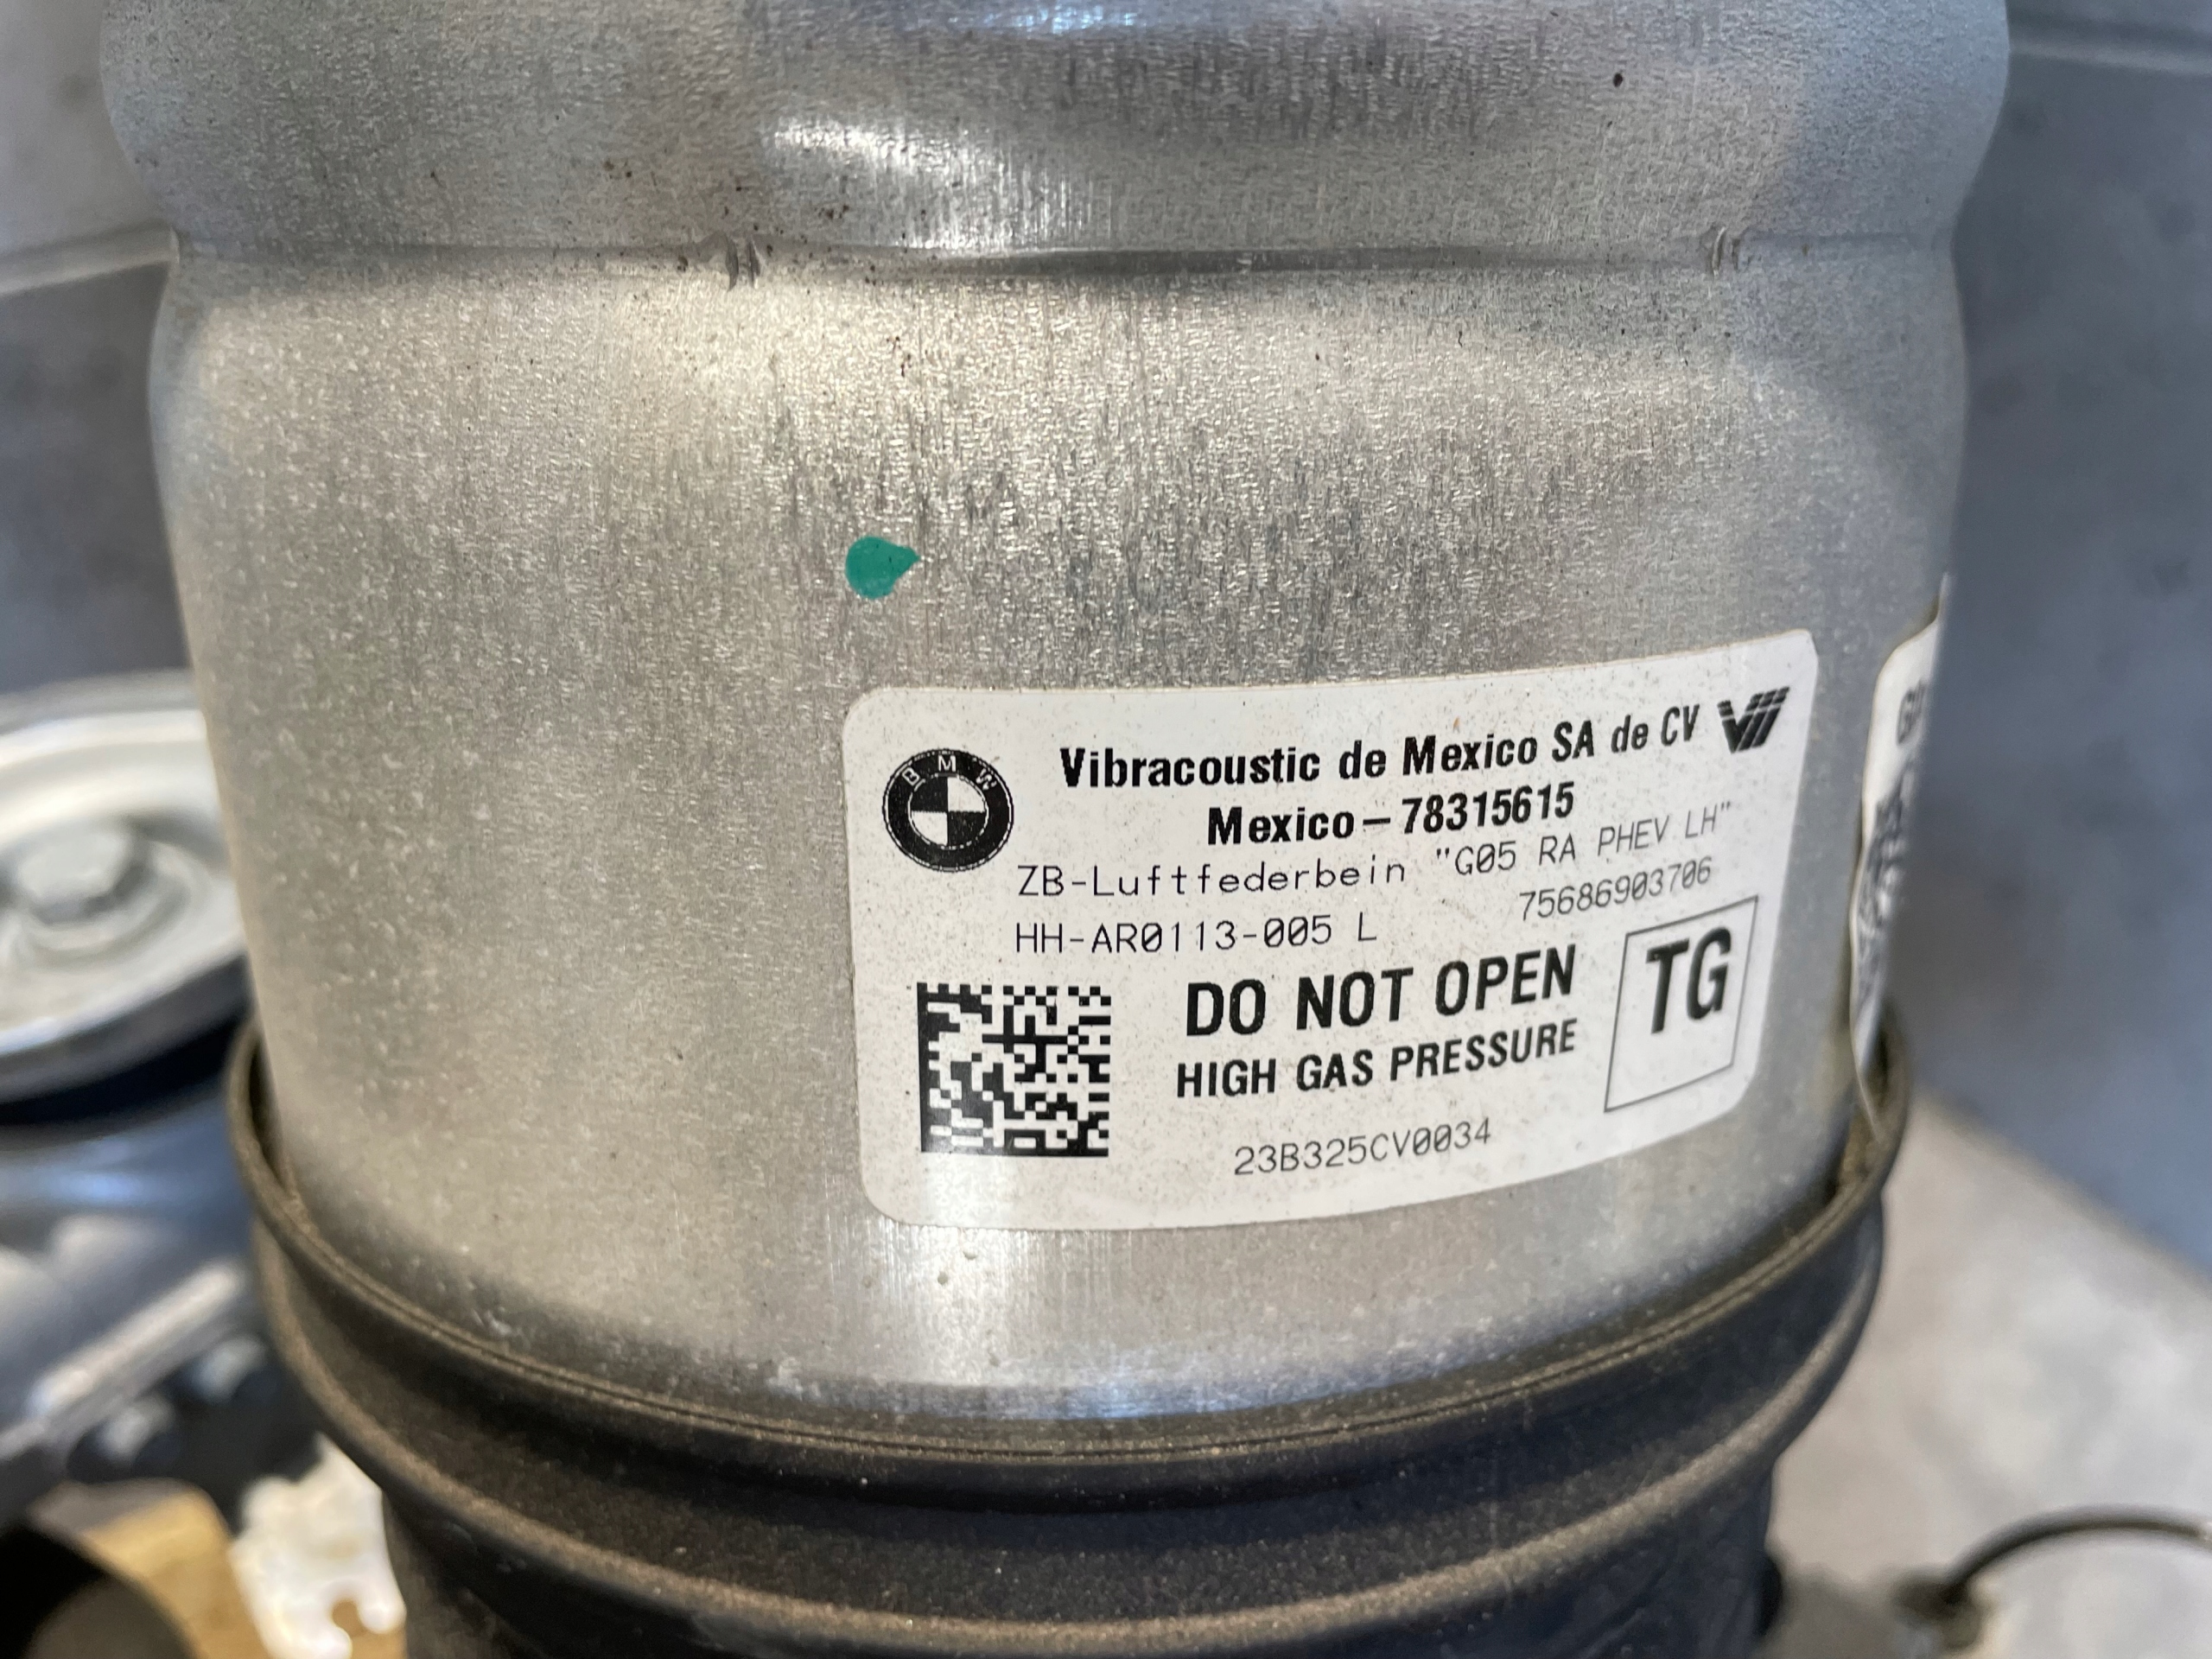 BMW
Vibracoustic de Mexico SA de CV
Mexico-78315615
ZB-Luftfederbein "G05 RA PHEV LH"
75686903706
HH-AR0113-005 L
DO NOT OPEN
TG
HIGH GAS PRESSURE
23B325CV0034